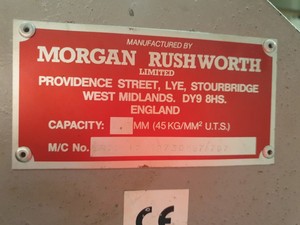 MANUFACTURED BY
MORGAN RUSHWORTH
LIMITED
PROVIDENCE STREET, LYE, STOURBRIDGE
WEST MIDLANDS. DY9 8HS.
ENGLAND
CAPACITY: MM (45 KG/MM² U.T.S.)
M/C No.
CE